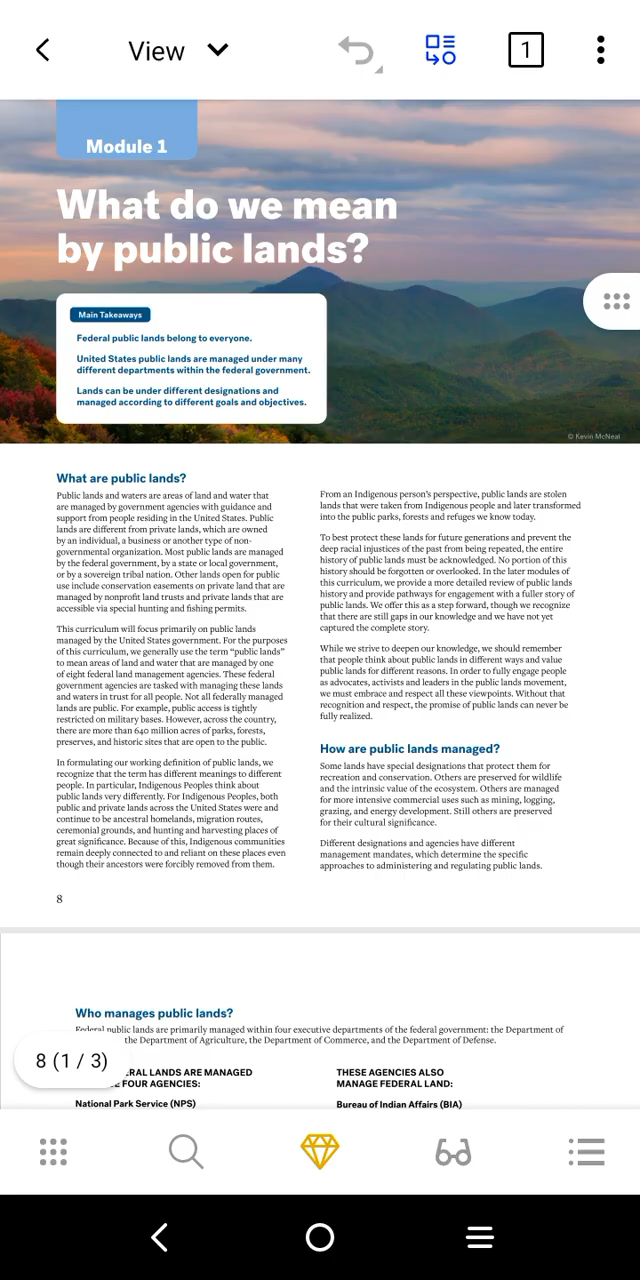 View
1
Module 1
What do we mean
by public lands?
Main Takeaways
Federal public lands belong to everyone.
United States public lands are managed under many
different departments within the federal government.
Lands can be under different designations and
managed according to different goals and objectives.
© Kevin McNeal
What are public lands?
Public lands and waters are areas of land and water that
are managed by government agencies with guidance and
support from people residing in the United States. Public
lands are different from private lands, which are owned
by an individual, a business or another type of non-
governmental organization. Most public lands are managed
by the federal government, by a state or local government,
or by a sovereign tribal nation. Other lands open for public
use include conservation easements on private land that are
managed by nonprofit land trusts and private lands that are
accessible via special hunting and fishing permits.
This curriculum will focus primarily on public lands
managed by the United States government. For the purposes
of this curriculum, we generally use the term “public lands”
to mean areas of land and water that are managed by one
of eight federal land management agencies. These federal
government agencies are tasked with managing these lands
and waters in trust for all people. Not all federally managed
lands are public. For example, public access is tightly
restricted on military bases. However, across the country,
there are more than 640 million acres of parks, forests,
preserves, and historic sites that are open to the public.
In formulating our working definition of public lands, we
recognize that the term has different meanings to different
people. In particular, Indigenous Peoples think about
public lands very differently. For Indigenous Peoples, both
public and private lands across the United States were and
continue to be ancestral homelands, migration routes,
ceremonial grounds, and hunting and harvesting places of
great significance. Because of this, Indigenous communities
remain deeply connected to and reliant on these places even
though their ancestors were forcibly removed from them.
From an Indigenous person’s perspective, public lands are stolen
lands that were taken from Indigenous people and later transformed
into the public parks, forests and refuges we know today.
To best protect these lands for future generations and prevent the
deep racial injustices of the past from being repeated, the entire
history of public lands must be acknowledged. No portion of this
history should be forgotten or overlooked. In the later modules of
this curriculum, we provide a more detailed review of public lands
history and provide pathways for engagement with a fuller story of
public lands. We offer this as a step forward, though we recognize
that there are still gaps in our knowledge and we have not yet
captured the complete story.
While we strive to deepen our knowledge, we should remember
that people think about public lands in different ways and value
public lands for different reasons. In order to fully engage people
as advocates, activists and leaders in the public lands movement,
we must embrace and respect all these viewpoints. Without that
recognition and respect, the promise of public lands can never be
fully realized.
How are public lands managed?
Some lands have special designations that protect them for
recreation and conservation. Others are preserved for wildlife
and the intrinsic value of the ecosystem. Others are managed
for more intensive commercial uses such as mining, logging,
grazing, and energy development. Still others are preserved
for their cultural significance.
Different designations and agencies have different
management mandates, which determine the specific
approaches to administering and regulating public lands.
8
Who manages public lands?
Federal public lands are primarily managed within four executive departments of the federal government: the Department of
the Department of Agriculture, the Department of Commerce, and the Department of Defense.
8 (1 / 3)
ERAL LANDS ARE MANAGED
E FOUR AGENCIES:
National Park Service (NPS)
THESE AGENCIES ALSO
MANAGE FEDERAL LAND:
Bureau of Indian Affairs (BIA)